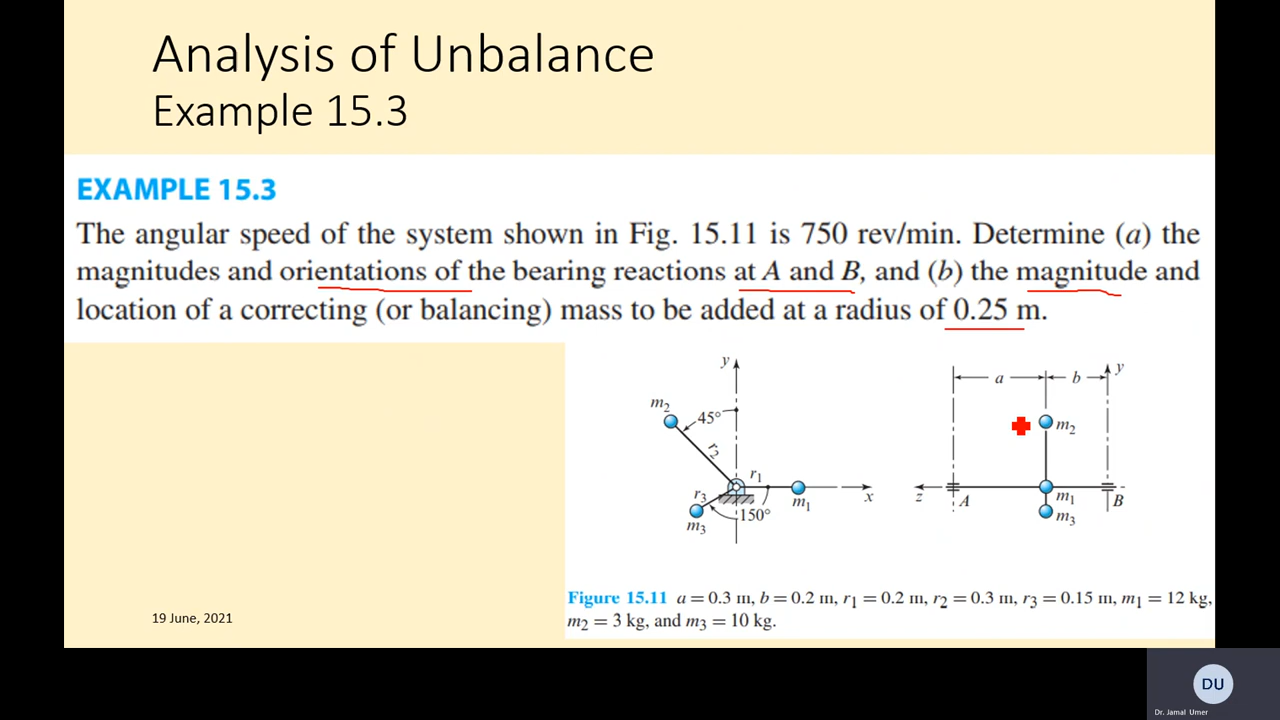 Analysis of Unbalance
Example 15.3
EXAMPLE 15.3
The angular speed of the system shown in Fig. 15.11 is 750 rev/min. Determine (a) the
magnitudes and orientations of the bearing reactions at A and B, and (b) the magnitude and
location of a correcting (or balancing) mass to be added at a radius of 0.25 m.
y
m2
45°
r2
r1
x
m1
r3
150°
m3
a
b
y
m2
z
A
m1
B
m3
Figure 15.11 a = 0.3 m, b = 0.2 m, r1 = 0.2 m, r2 = 0.3 m, r3 = 0.15 m, m1 = 12 kg,
m2 = 3 kg, and m3 = 10 kg.
19 June, 2021
DU
Dr. Jamal Umer